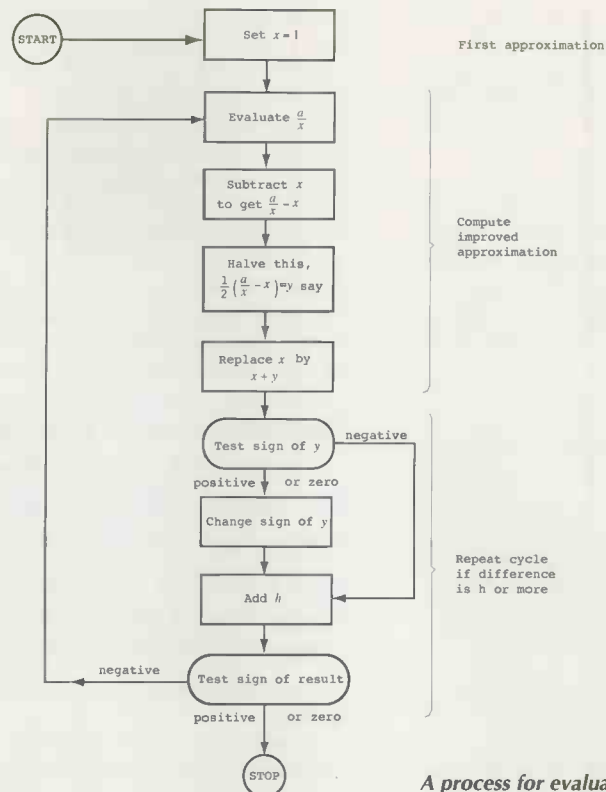 START
Set x = 1
First approximation
Evaluate a/x
Subtract x
to get a/x - x
Halve this,
1/2 (a/x - x) = y say
Compute
improved
approximation
Replace x by
x + y
Test sign of y
negative
positive or zero
Change sign of y
Add h
Repeat cycle
if difference
is h or more
negative
Test sign of result
positive or zero
STOP
A process for evalua